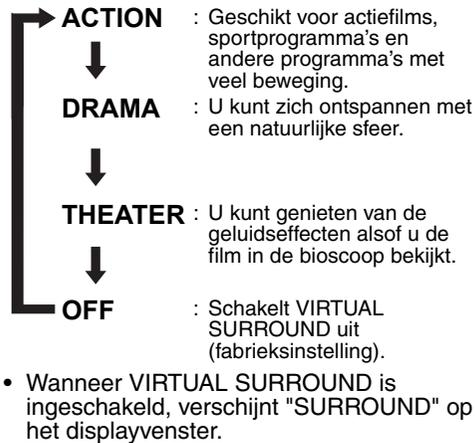 ACTION : Geschikt voor actiefilms,
sportprogramma's en
andere programma's met
veel beweging.
DRAMA : U kunt zich ontspannen met
een natuurlijke sfeer.
THEATER : U kunt genieten van de
geluidseffecten alsof u de
film in de bioscoop bekijkt.
OFF : Schakelt VIRTUAL
SURROUND uit
(fabrieksinstelling).
• Wanneer VIRTUAL SURROUND is
ingeschakeld, verschijnt "SURROUND" op
het displayvenster.